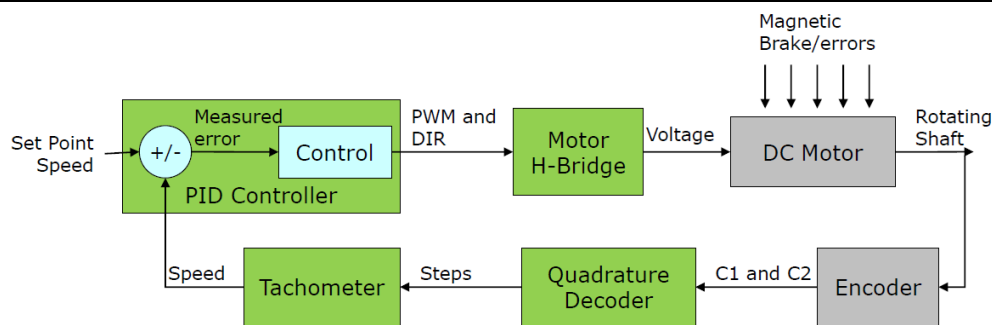 Magnetic
Brake/errors
Set Point
Speed
+/-
Measured
error
Control
PID Controller
PWM and
DIR
Motor
H-Bridge
Voltage
DC Motor
Rotating
Shaft
Speed
Tachometer
Steps
Quadrature
Decoder
C1 and C2
Encoder